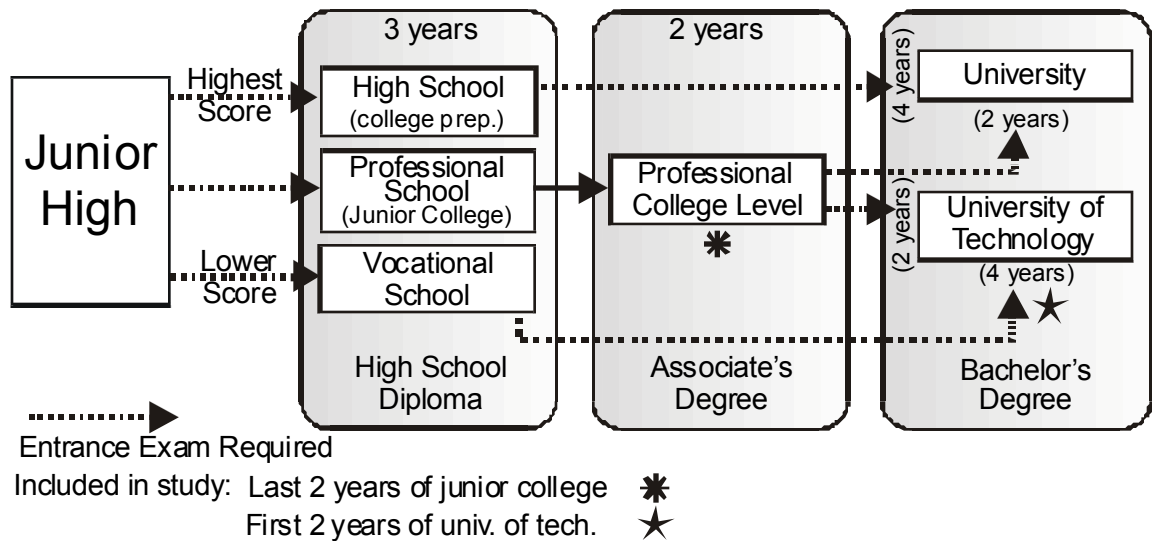 3 years
2 years
Junior
High
Highest
Score
High School
(college prep.)
Professional
School
(Junior College)
Lower
Score
Vocational
School
High School
Diploma
Professional
College Level
Associate's
Degree
(4 years)
University
(2 years)
(2 years)
University of
Technology
(4 years)
Bachelor's
Degree
Entrance Exam Required
Included in study: Last 2 years of junior college
First 2 years of univ. of tech.